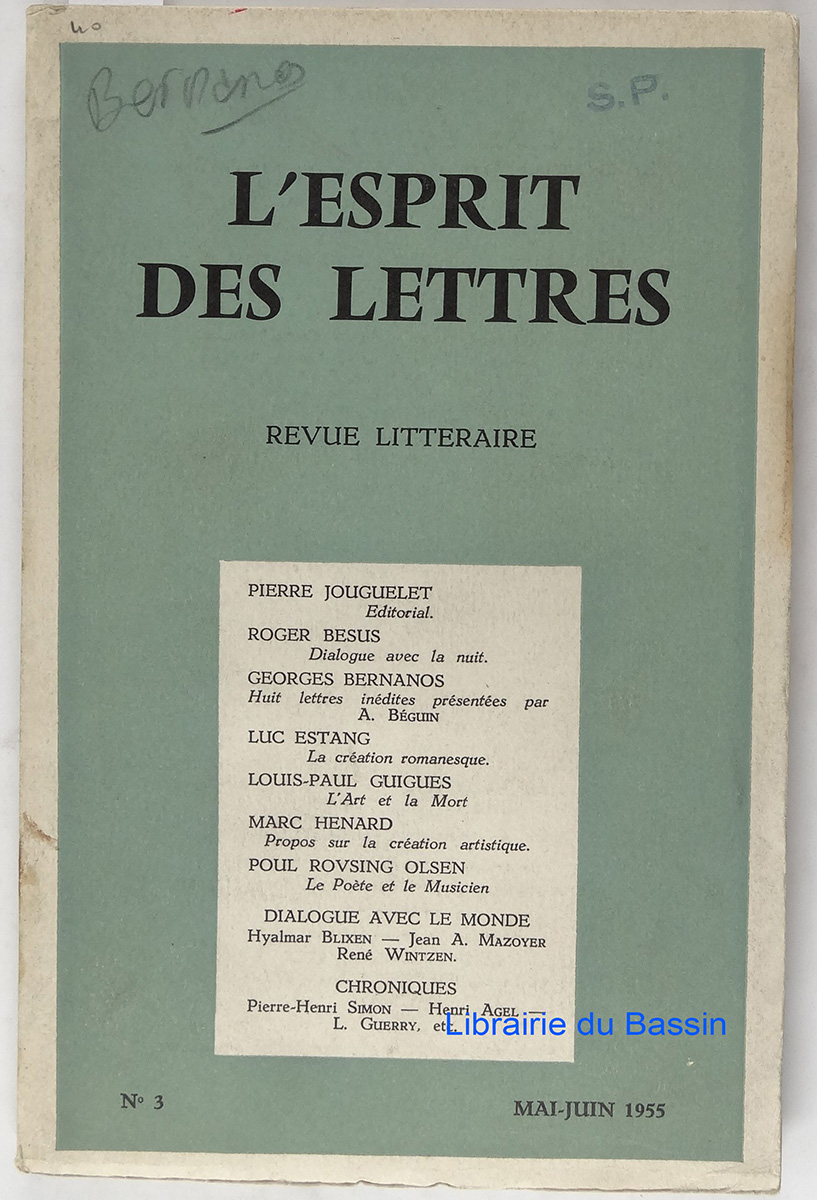 40
Bernanos
S.P.
L'ESPRIT
DES LETTRES
REVUE LITTERAIRE
PIERRE JOUGUELET
Editorial.
ROGER BESUS
Dialogue avec la nuit.
GEORGES BERNANOS
Huit lettres inédites présentées par
A. BÉGUIN
LUC ESTANG
La création romanesque.
LOUIS-PAUL GUIGUES
L'Art et la Mort
MARC HENARD
Propos sur la création artistique.
POUL ROVSING OLSEN
Le Poète et le Musicien
DIALOGUE AVEC LE MONDE
Hyalmar BLIXEN — Jean A. MAZOYER
René WINTZEN.
CHRONIQUES
Pierre-Henri SIMON — Henri AGEL —
L. GUERRY, etc.
Librairie du Bassin
No 3
MAI-JUIN 1955